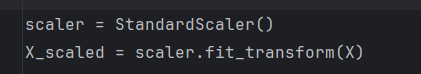 scaler = StandardScaler()
X_scaled = scaler.fit_transform(X)